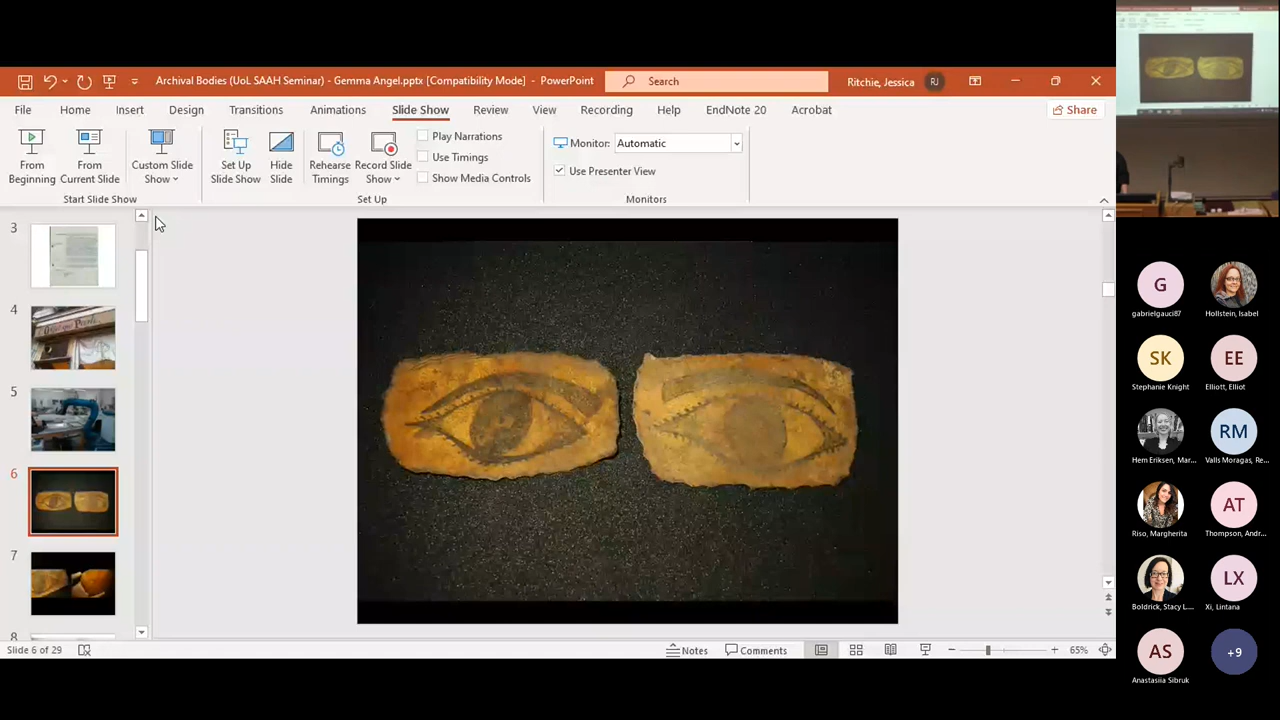 Archival Bodies (UoL SAAH Seminar) - Gemma Angel.pptx [Compatibility Mode] - PowerPoint
Search
Ritchie, Jessica
RJ
File Home Insert Draw Design Transitions Animations Slide Show Review View Recording Help EndNote 20 Acrobat
Share
From Beginning
From Current Slide
Custom Slide Show
Set Up Slide Show
Hide Slide
Rehearse Timings
Record Slide Show
Play Narrations
Use Timings
Show Media Controls
Monitor: Automatic
Use Presenter View
Start Slide Show
Set Up
Monitors
3
4
5
6
7
8
Slide 6 of 29
Notes
Comments
65%
G
gabrielgauci87
Hollstein, Isabel
SK
Stephanie Knight
EE
Elliott, Elliot
Hem Eriksen, Mar...
RM
Valls Moragas, Re...
Riso, Margherita
AT
Thompson, Andr...
Boldrick, Stacy L....
LX
Xi, Lintana
AS
Anastasiia Sibruk
+9